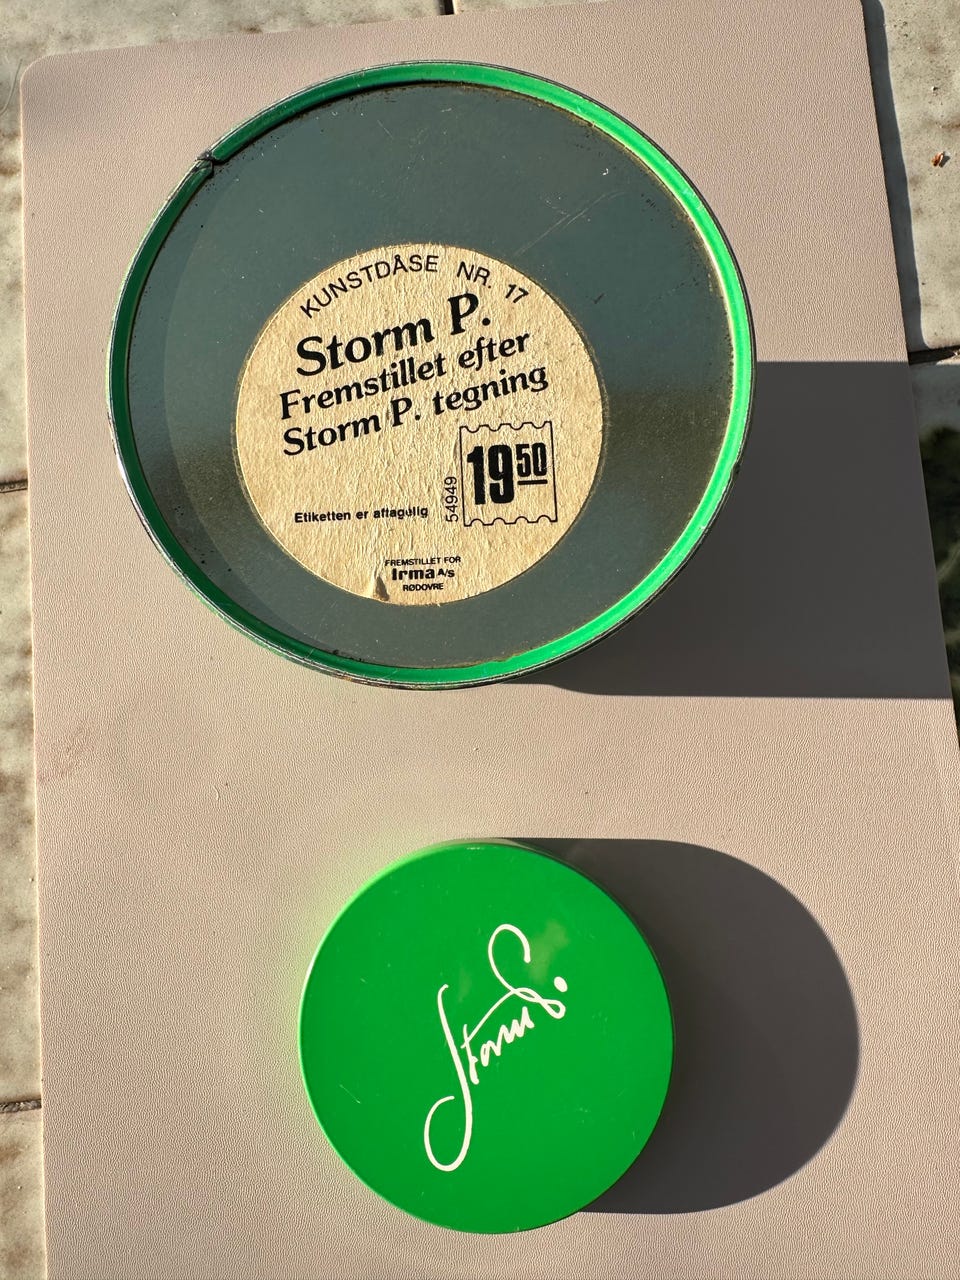 KUNSTDÅSE NR. 17
Storm P.
Fremstillet efter
Storm P. tegning
19 50
54949
Etiketten er aftagelig
FREMSTILLET FOR
Irma A/s
RØDOVRE
Storm P.